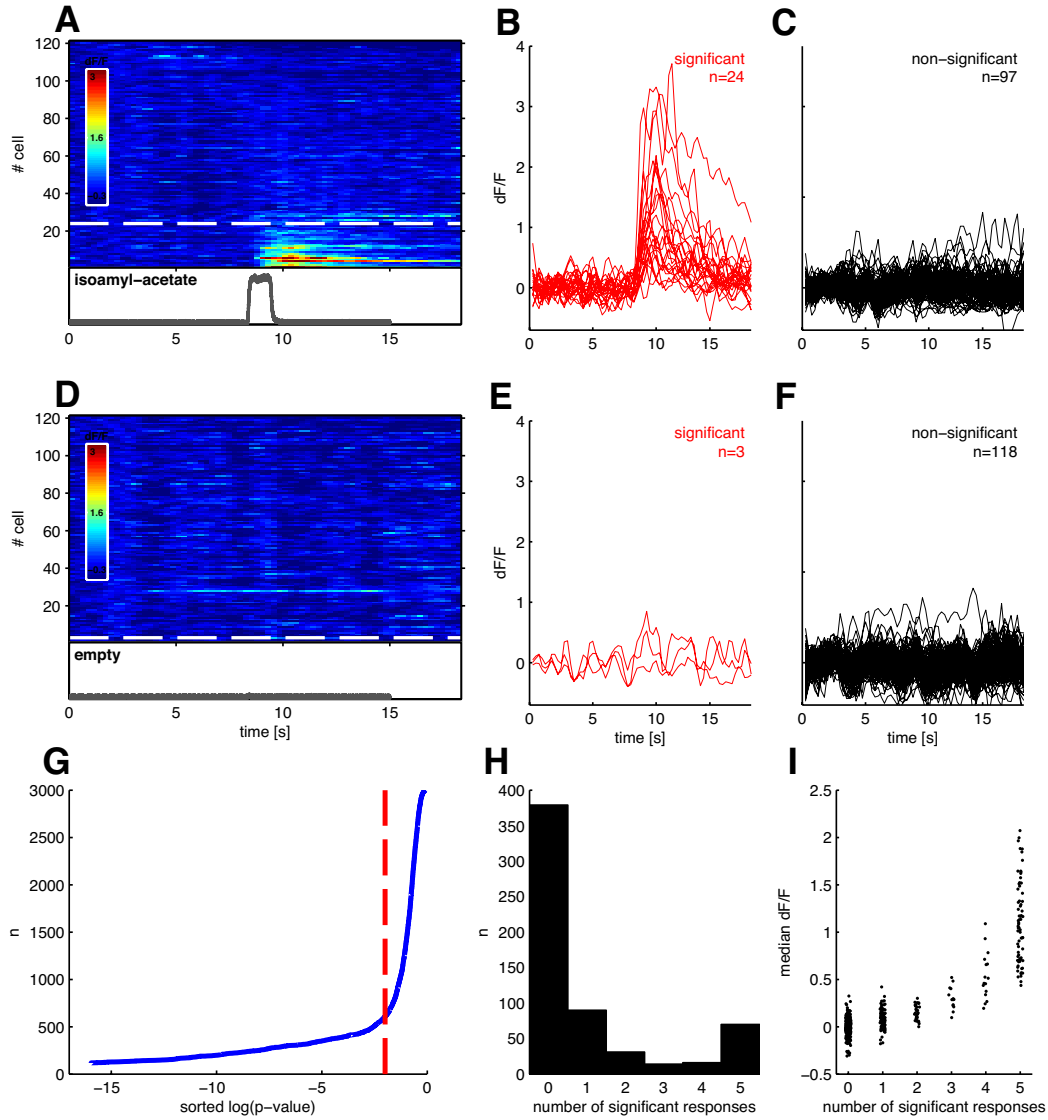 A
120
100
80
60
40
20
# cell
dF/F
3
1.6
isoamyl-acetate
0
5
10
15
B
4
3
2
1
0
dF/F
significant
n=24
0
5
10
15
C
non-significant
n=97
0
5
10
15
D
120
100
80
60
40
20
# cell
dF/F
3
1.6
empty
0
5
10
15
time [s]
E
4
3
2
1
0
dF/F
significant
n=3
0
5
10
15
time [s]
F
non-significant
n=118
0
5
10
15
time [s]
G
3000
2500
2000
1500
1000
500
0
n
−15
−10
−5
0
sorted log(p-value)
H
400
350
300
250
200
150
100
50
0
n
0
1
2
3
4
5
number of significant responses
I
2.5
2
1.5
1
0.5
0
−0.5
median dF/F
0
1
2
3
4
5
number of significant responses